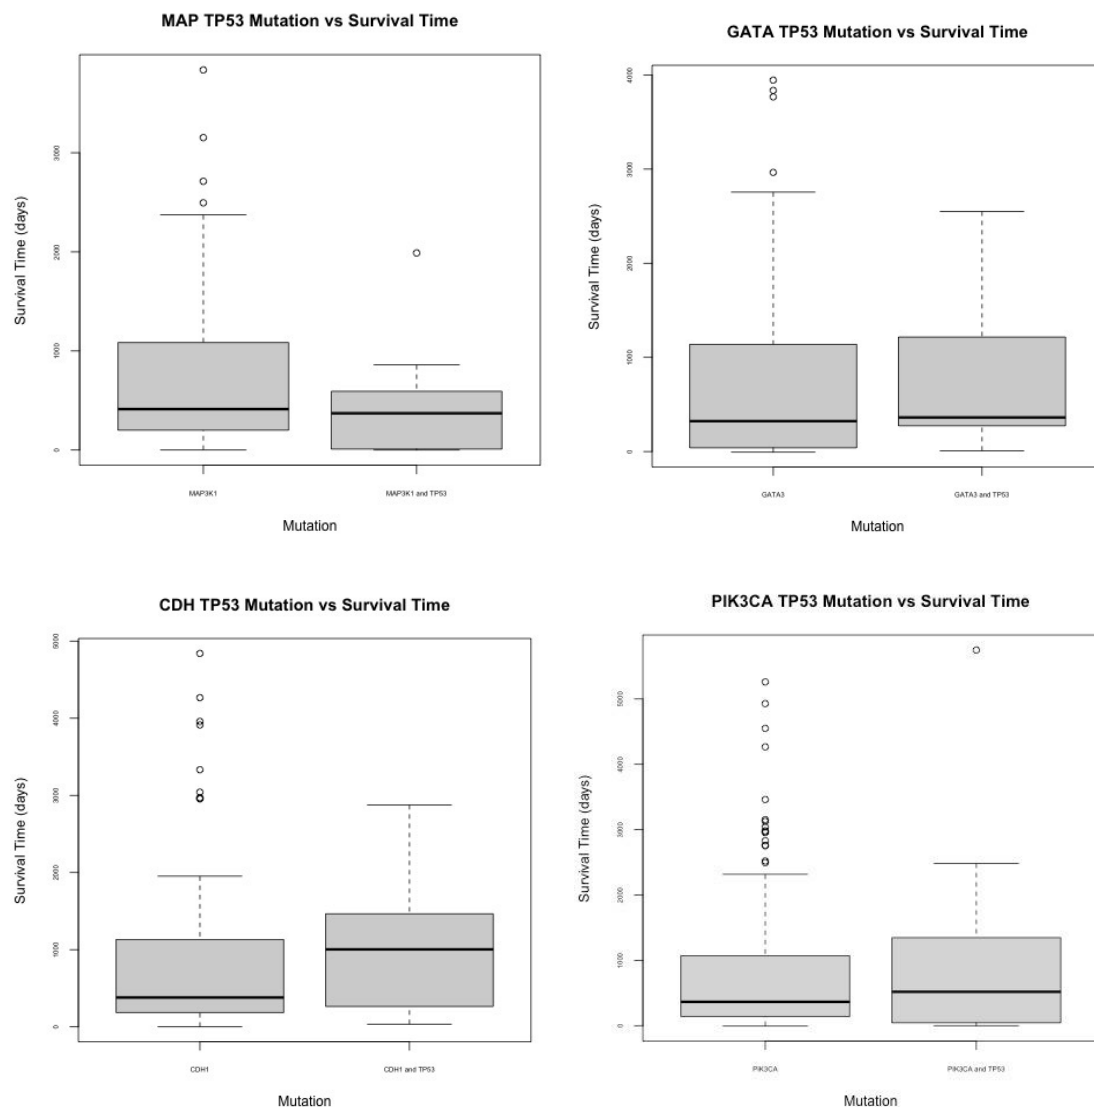 MAP TP53 Mutation vs Survival Time
Survival Time (days)
3000
2000
1000
0
MAP3K1
MAP3K1 and TP53
Mutation
GATA TP53 Mutation vs Survival Time
Survival Time (days)
4000
3000
2000
1000
0
GATA3
GATA3 and TP53
Mutation
CDH TP53 Mutation vs Survival Time
Survival Time (days)
5000
4000
3000
2000
1000
0
CDH1
CDH1 and TP53
Mutation
PIK3CA TP53 Mutation vs Survival Time
Survival Time (days)
5000
4000
3000
2000
1000
0
PIK3CA
PIK3CA and TP53
Mutation